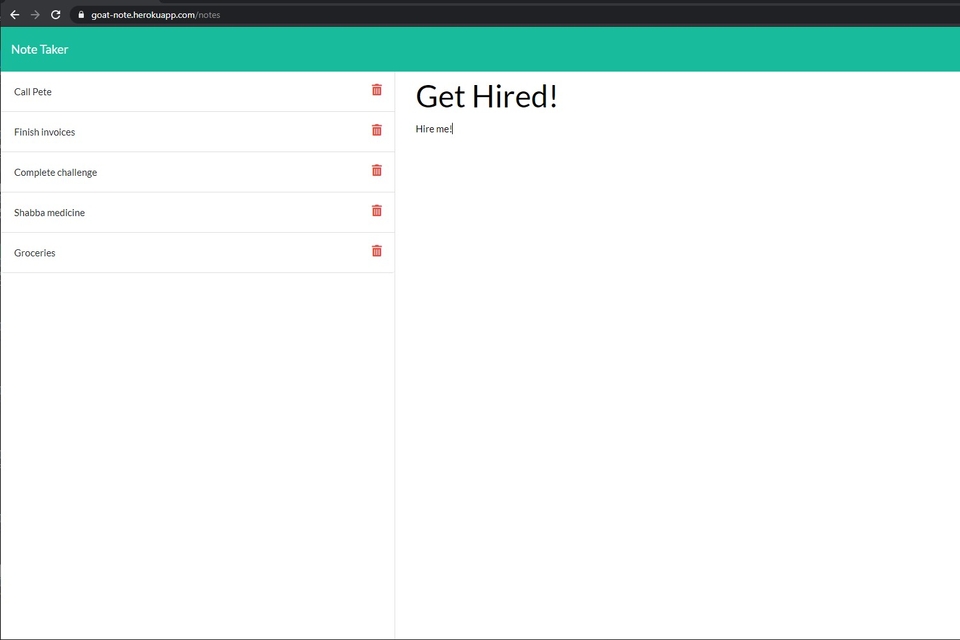 goat-note.herokuapp.com/notes
Note Taker
Call Pete
Finish invoices
Complete challenge
Shabba medicine
Groceries
Get Hired!
Hire me!